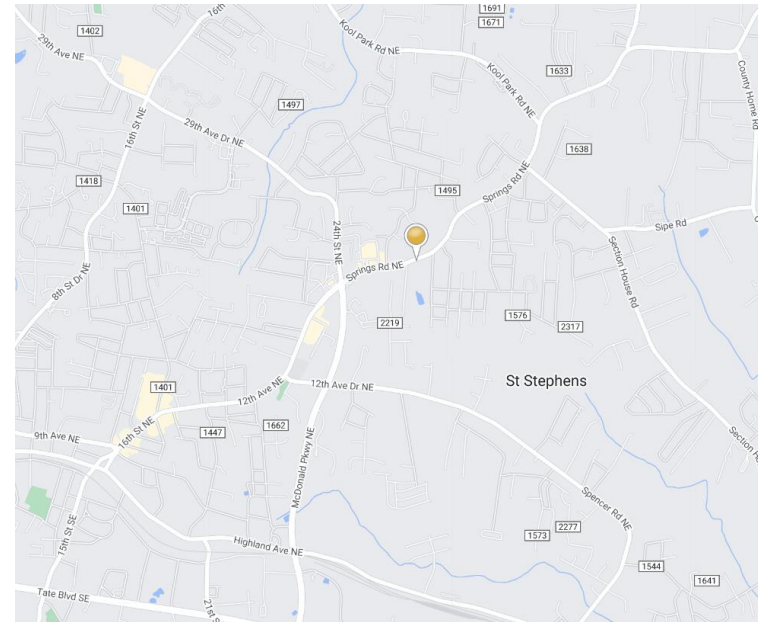 16th
1691
1671
1402
Kool Park Rd NE
29th Ave NE
1633
Kool Park Rd NE
County Home Rd
1497
16th St NE
29th Ave Dr NE
1638
1418
1495
Springs Rd NE
1401
24th St NE
Sipe Rd
Section House Rd
Springs Rd NE
8th St Dr NE
1576
2219
2317
St Stephens
1401
12th Ave NE
12th Ave Dr NE
16th St NE
1662
1447
9th Ave NE
McDonald Pkwy NE
Section R
Spencer Rd NE
15th St SE
2277
1573
Highland Ave NE
1544
1641
Tate Blvd SE
21st S